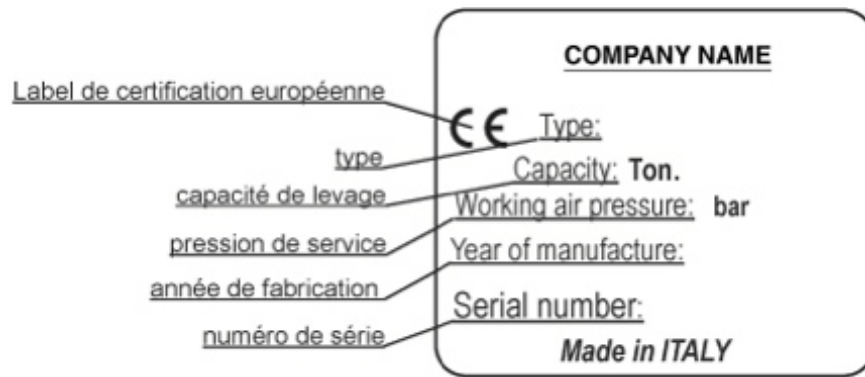 COMPANY NAME
Label de certification européenne
CE Type:
type
Capacity: Ton.
capacité de levage
Working air pressure: bar
pression de service
Year of manufacture:
année de fabrication
Serial number:
numéro de série
Made in ITALY